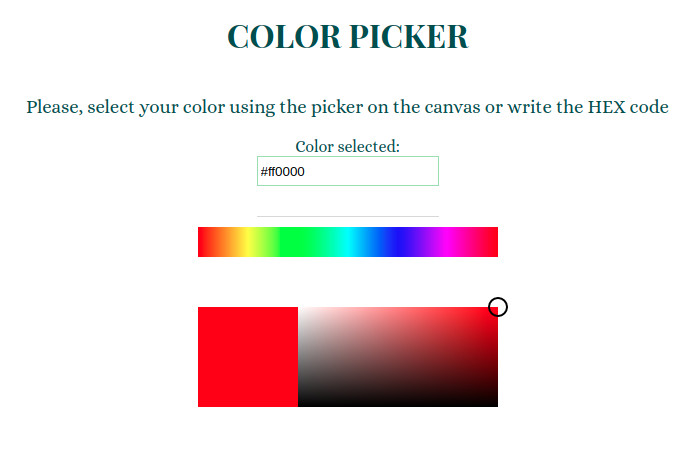 COLOR PICKER
Please, select your color using the picker on the canvas or write the HEX code
Color selected:
#ff0000